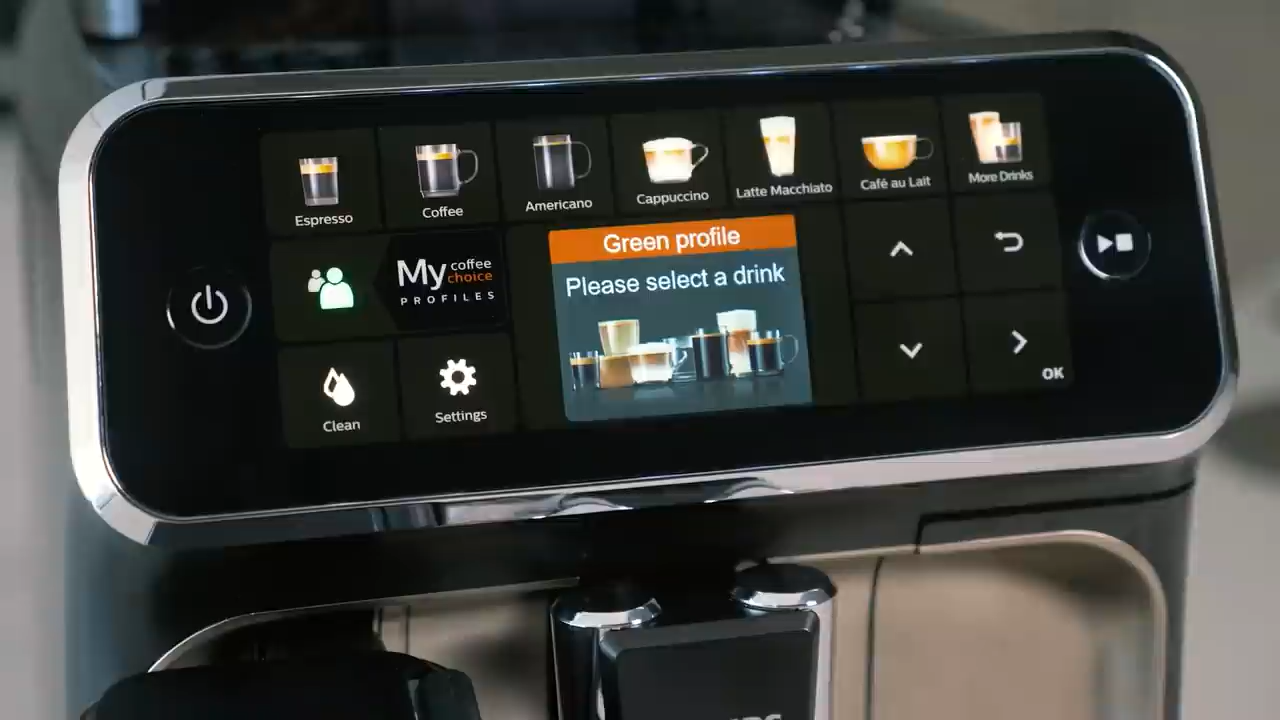 Espresso
Coffee
Americano
Cappuccino
Latte Macchiato
Café au Lait
More Drinks
My coffee choice
PROFILES
Green profile
Please select a drink
OK
Clean
Settings